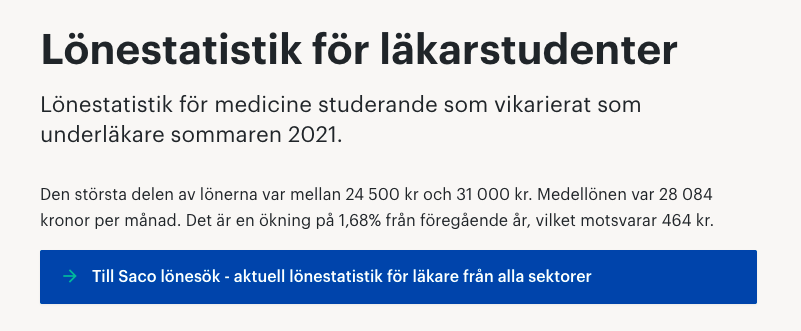 Lönestatistik för läkarstudenter
Lönestatistik för medicine studerande som vikarierat som
underläkare sommaren 2021.
Den största delen av lönerna var mellan 24 500 kr och 31 000 kr. Medellönen var 28 084
kronor per månad. Det är en ökning på 1,68% från föregående år, vilket motsvarar 464 kr.
Till Saco lönesök - aktuell lönestatistik för läkare från alla sektorer